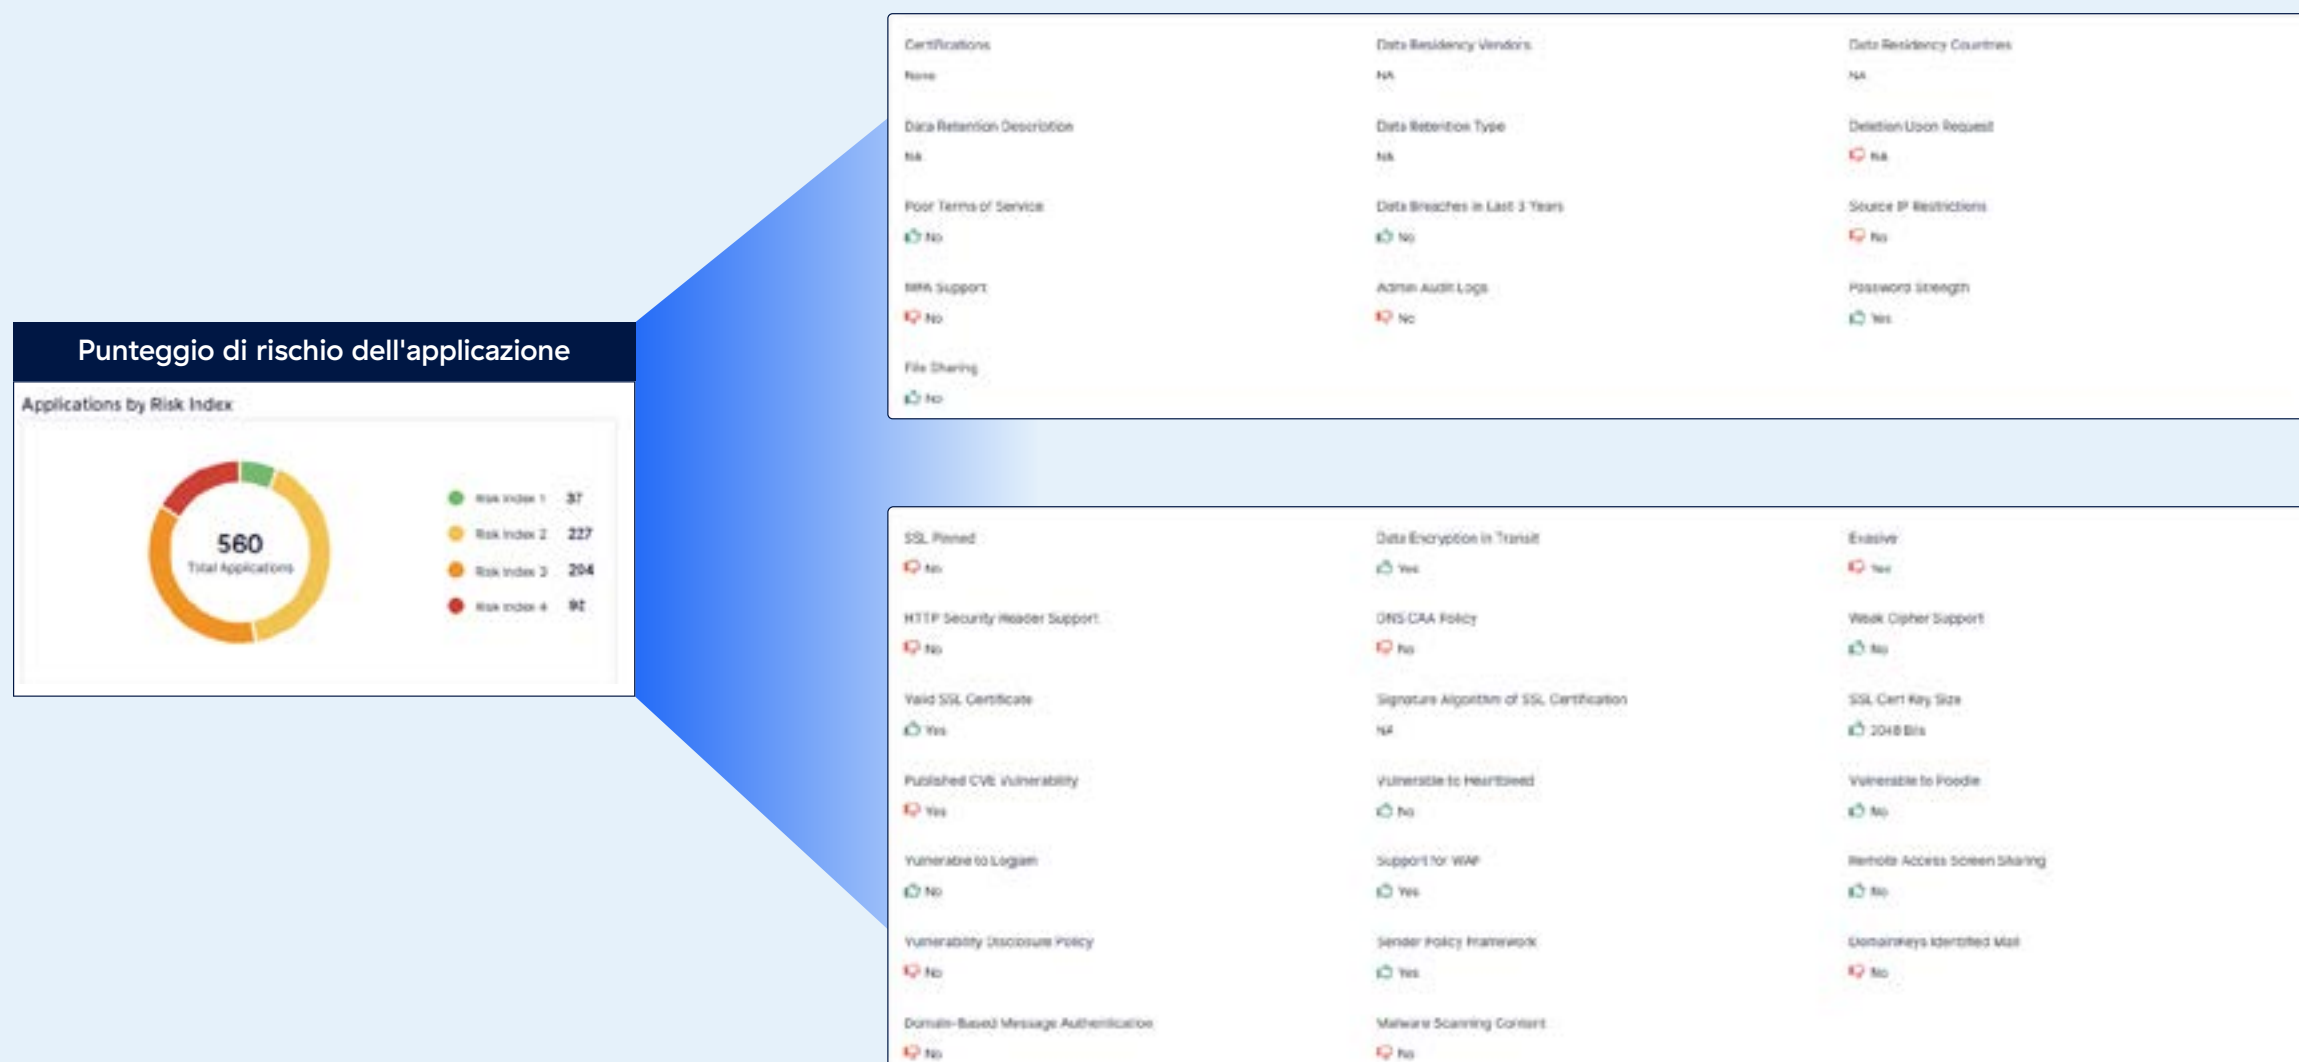 Punteggio di rischio dell'applicazione
Applications by Risk Index
560
Total Applications
Risk Index 1 37
Risk Index 2 227
Risk Index 3 204
Risk Index 4 92
Certifications
None
Data Residency Vendors
NA
Data Residency Countries
NA
Data Retention Description
NA
Data Retention Type
NA
Deletion Upon Request
NA
Poor Terms of Service
No
Data Breaches in Last 3 Years
No
Source IP Restrictions
No
MFA Support
No
Admin Audit Logs
No
Password Strength
Yes
File Sharing
No
SSL Pinned
No
Data Encryption in Transit
Yes
Evasive
Yes
HTTP Security Header Support
No
DNS CAA Policy
No
Weak Cipher Support
No
Valid SSL Certificate
Yes
Signature Algorithm of SSL Certification
NA
SSL Cert Key Size
2048 Bits
Published CVE Vulnerability
Yes
Vulnerable to Heartbleed
No
Vulnerable to Poodle
No
Vulnerable to Logjam
No
Support for WAF
Yes
Remote Access Screen Sharing
No
Vulnerability Disclosure Policy
No
Sender Policy Framework
Yes
DomainKeys Identified Mail
No
Domain-Based Message Authentication
No
Malware Scanning Content
No